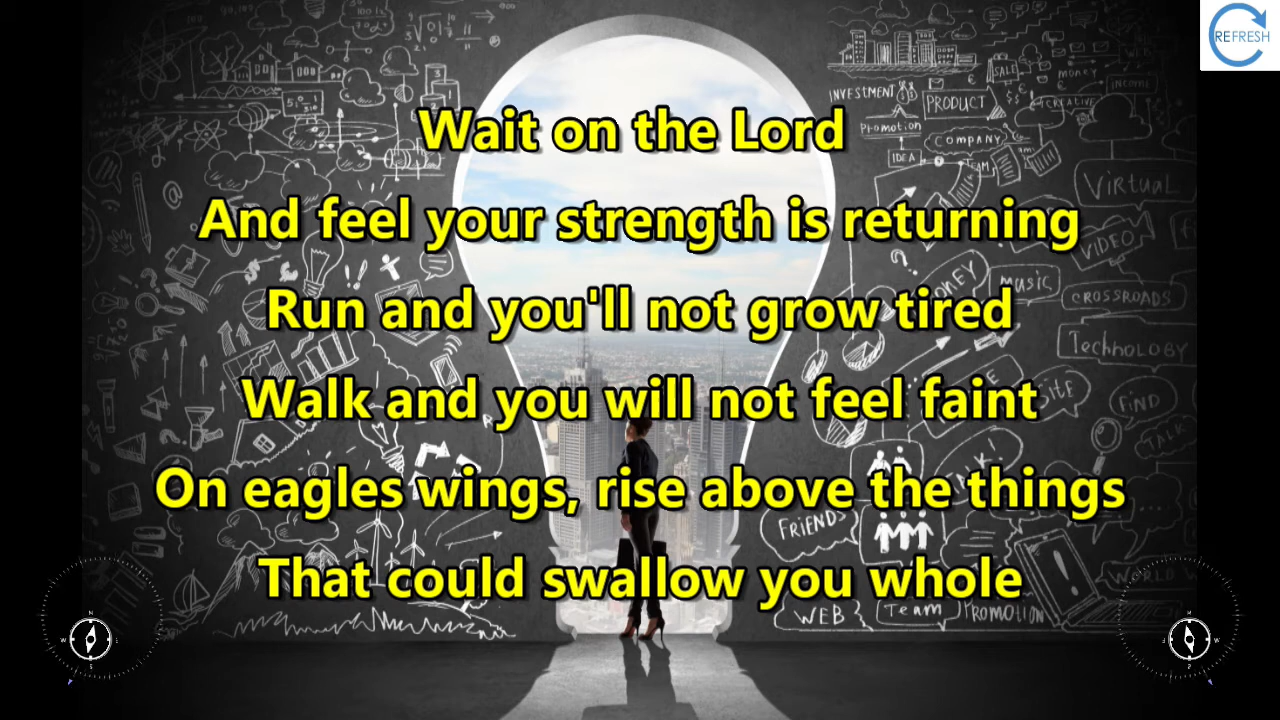 REFRESH
Wait on the Lord
And feel your strength is returning
Run and you'll not grow tired
Walk and you will not feel faint
On eagles wings, rise above the things
That could swallow you whole
INVESTMENT
PRODUCT
SALE
MONEY
INCOME
CREATIVE
PROMOTION
COMPANY
IDEA
TEAM
VIRTUAL
VIDEO
MUSIC
CROSSROADS
TECHNOLOGY
FIND
TALK
FRIENDS
WEB
TEAM
PROMOTION